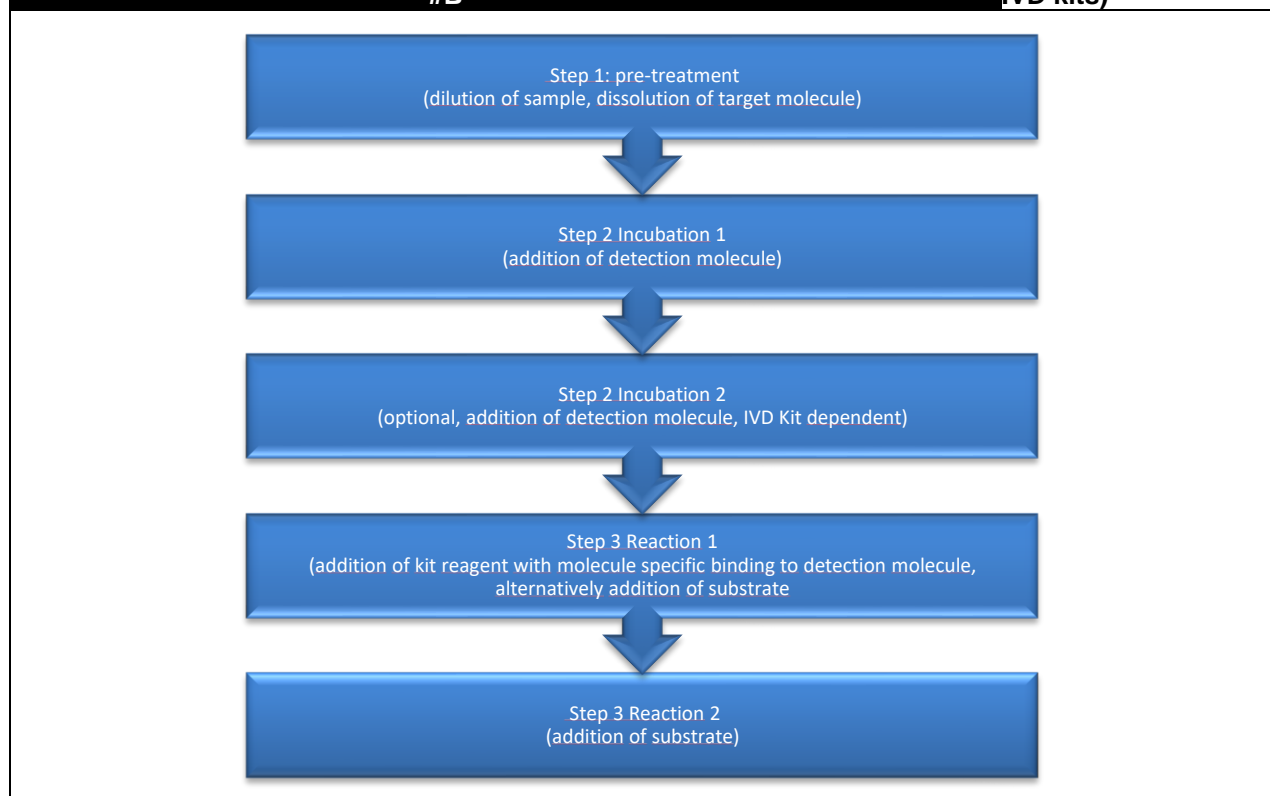 #B IVD kits)
Step 1: pre-treatment
(dilution of sample, dissolution of target molecule)
Step 2 Incubation 1
(addition of detection molecule)
Step 2 Incubation 2
(optional, addition of detection molecule, IVD Kit dependent)
Step 3 Reaction 1
(addition of kit reagent with molecule specific binding to detection molecule,
alternatively addition of substrate
Step 3 Reaction 2
(addition of substrate)